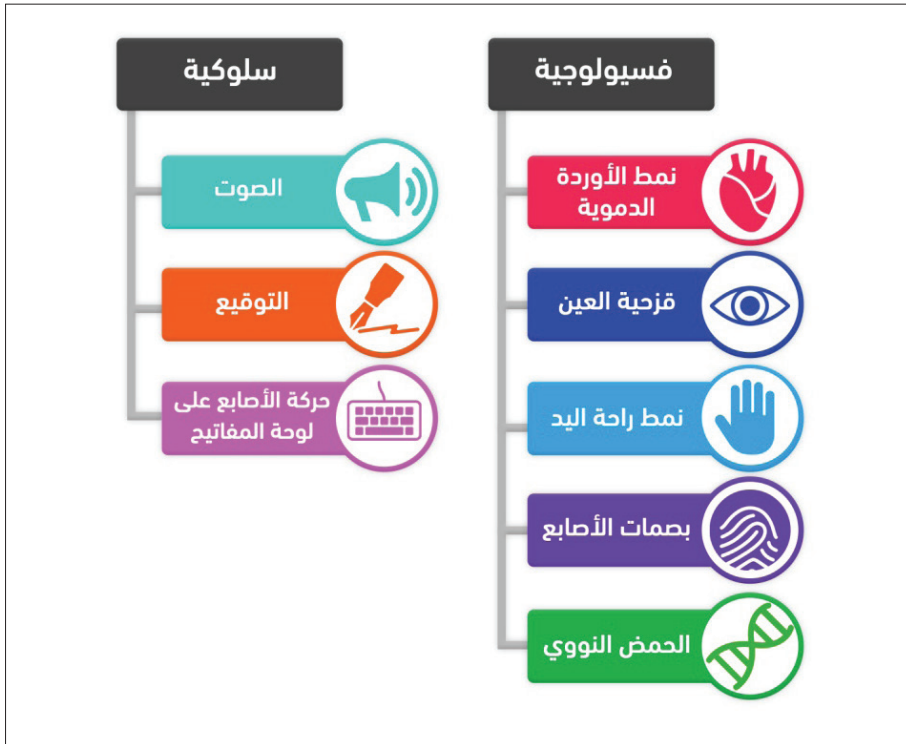 فسيولوجية
نمط الأوردة
الدموية
قزحية العين
نمط راحة اليد
بصمات الأصابع
الحمض النووي
سلوكية
الصوت
التوقيع
حركة الأصابع على
لوحة المفاتيح